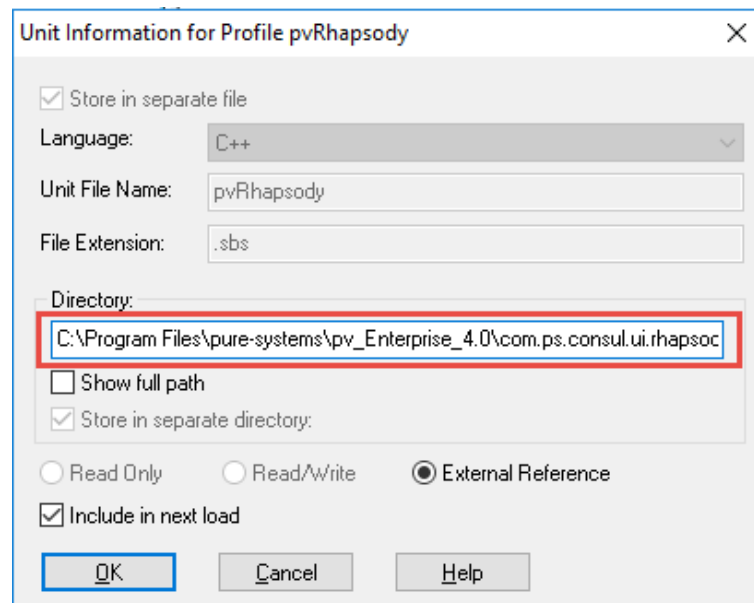 Unit Information for Profile pvRhapsody
Store in separate file
Language: C++
Unit File Name: pvRhapsody
File Extension: .sbs
Directory:
C:\Program Files\pure-systems\pv_Enterprise_4.0\com.ps.consul.ui.rhapsoc
Show full path
Store in separate directory:
Read Only Read/Write External Reference
Include in next load
OK Cancel Help